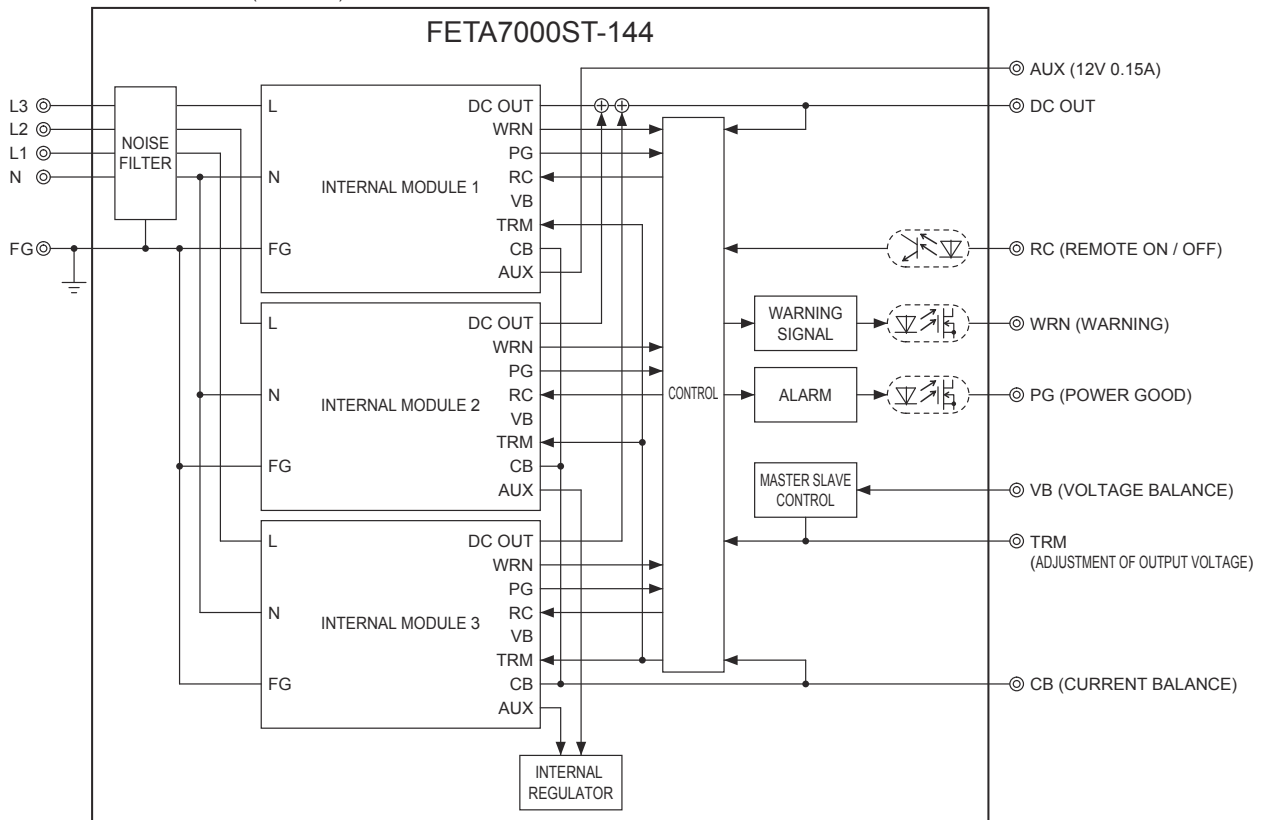 FETA7000ST-144
AUX (12V 0.15A)
L3
L2
L1
N
FG
NOISE
FILTER
L
N
FG
INTERNAL MODULE 1
DC OUT
WRN
PG
RC
VB
TRM
CB
AUX
L
N
FG
INTERNAL MODULE 2
DC OUT
WRN
PG
RC
VB
TRM
CB
AUX
L
N
FG
INTERNAL MODULE 3
DC OUT
WRN
PG
RC
VB
TRM
CB
AUX
INTERNAL
REGULATOR
CONTROL
WARNING
SIGNAL
ALARM
MASTER SLAVE
CONTROL
DC OUT
RC (REMOTE ON / OFF)
WRN (WARNING)
PG (POWER GOOD)
VB (VOLTAGE BALANCE)
TRM
(ADJUSTMENT OF OUTPUT VOLTAGE)
CB (CURRENT BALANCE)